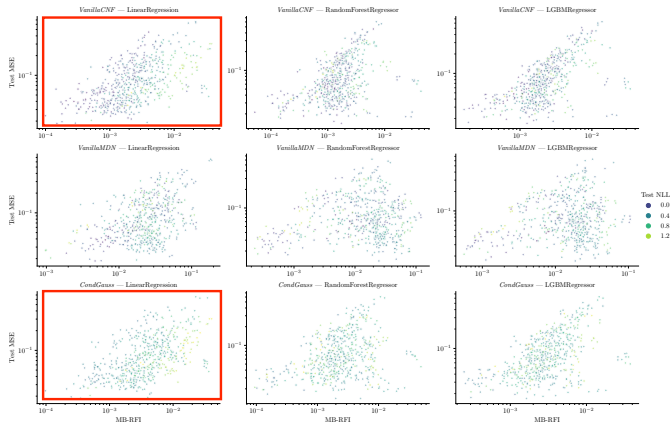 VanillaCNF — LinearRegression
VanillaCNF — RandomForestRegressor
VanillaCNF — LGBMRegressor
Test MSE
10⁻¹
10⁻¹
10⁻¹
10⁻⁴
10⁻³
10⁻²
10⁻⁴
10⁻³
10⁻²
10⁻³
10⁻²
VanillaMDN — LinearRegression
VanillaMDN — RandomForestRegressor
VanillaMDN — LGBMRegressor
Test MSE
10⁻¹
10⁻¹
10⁻¹
10⁻³
10⁻²
10⁻¹
10⁻³
10⁻²
10⁻¹
10⁻³
10⁻²
10⁻¹
Test NLL
0.0
0.4
0.8
1.2
CondGauss — LinearRegression
CondGauss — RandomForestRegressor
CondGauss — LGBMRegressor
Test MSE
10⁻¹
10⁻¹
10⁻¹
10⁻⁴
10⁻³
10⁻²
10⁻⁴
10⁻³
10⁻²
10⁻³
10⁻²
MB-RFI
MB-RFI
MB-RFI